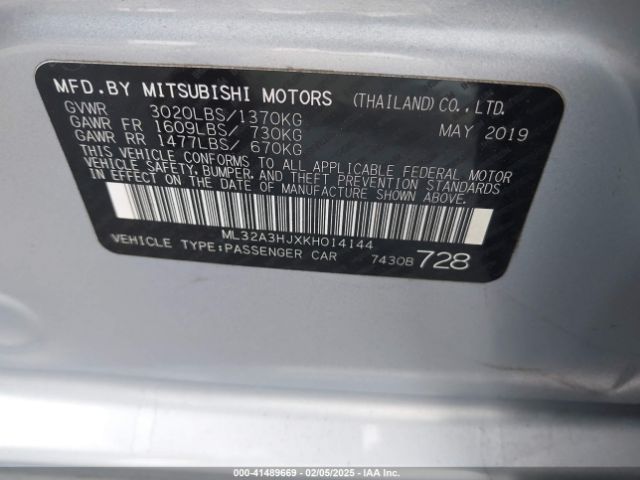 MFD.BY MITSUBISHI MOTORS (THAILAND) CO.,LTD.
GVWR 3020LBS/1370KG MAY 2019
GAWR FR 1609LBS/ 730KG
GAWR RR 1477LBS/ 670KG
THIS VEHICLE CONFORMS TO ALL APPLICABLE FEDERAL MOTOR
VEHICLE SAFETY, BUMPER, AND THEFT PREVENTION STANDARDS
IN EFFECT ON THE DATE OF MANUFACTURE SHOWN ABOVE.
ML32A3HJXKH014144
VEHICLE TYPE:PASSENGER CAR 7430B 728
000-41489669 - 02/05/2025 - IAA Inc.